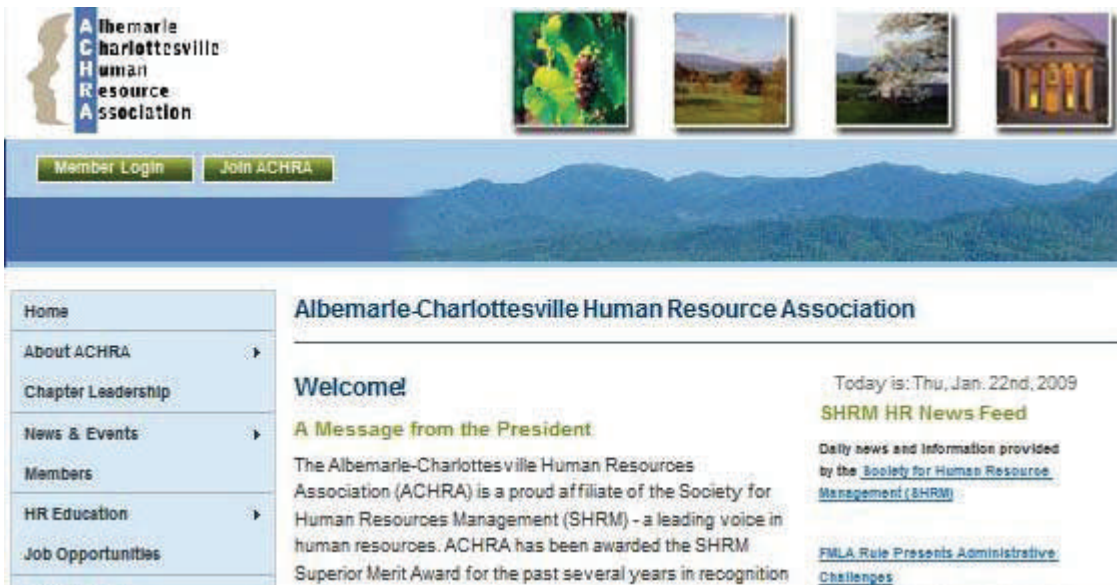 Albemarle
Charlottesville
Human
Resource
Association
Member Login
Join ACHRA
Home
About ACHRA
Chapter Leadership
News & Events
Members
HR Education
Job Opportunities
Albemarle-Charlottesville Human Resource Association
Welcome!
A Message from the President
The Albemarle-Charlottesville Human Resources
Association (ACHRA) is a proud affiliate of the Society for
Human Resources Management (SHRM) - a leading voice in
human resources. ACHRA has been awarded the SHRM
Superior Merit Award for the past several years in recognition
Today is: Thu, Jan. 22nd, 2009
SHRM HR News Feed
Daily news and information provided
by the Society for Human Resource
Management (SHRM)
FMLA Rule Presents Administrative
Challenges